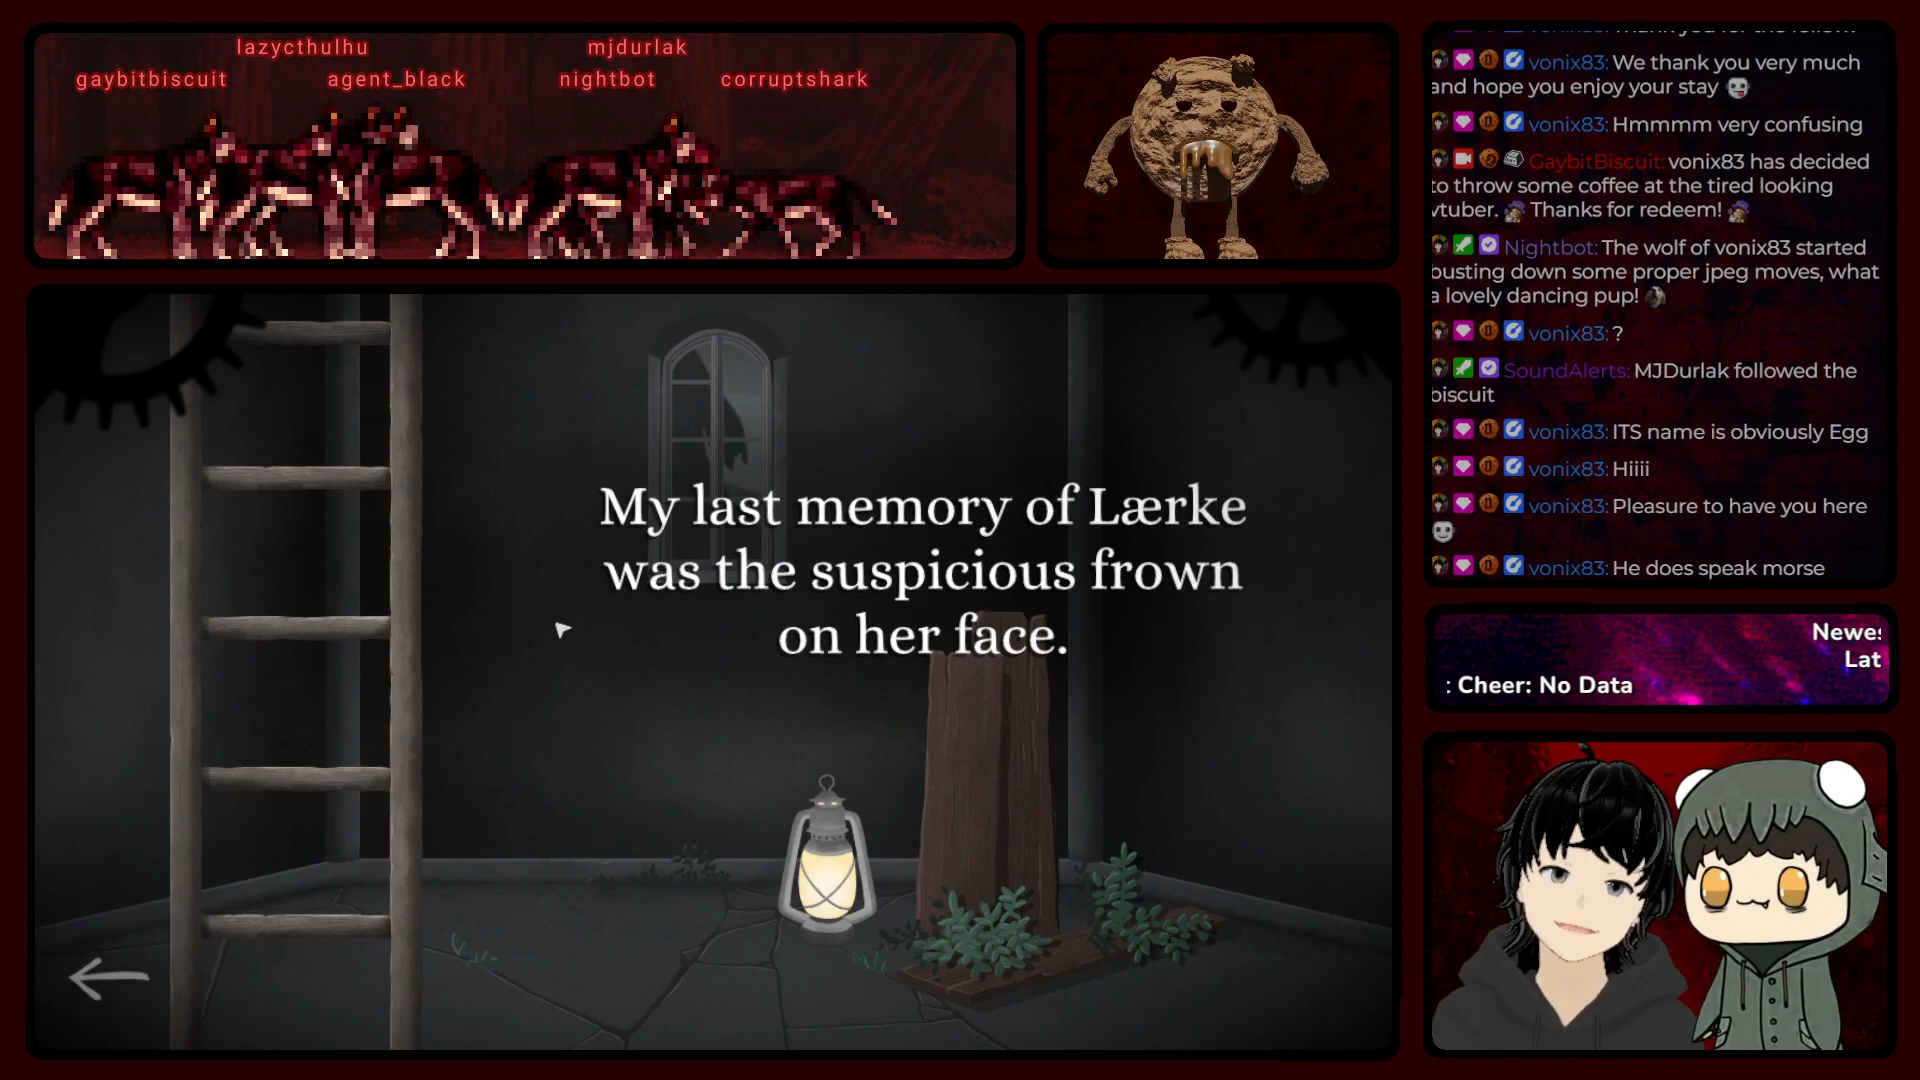 lazycthulhu
mjdurlak
gaybitbiscuit
agent_black
nightbot
corruptshark
My last memory of Lærke
was the suspicious frown
on her face.
vonix83: We thank you very much
and hope you enjoy your stay
vonix83: Hmmmm very confusing
GaybitBiscuit: vonix83 has decided
to throw some coffee at the tired looking
vtuber. Thanks for redeem!
Nightbot: The wolf of vonix83 started
busting down some proper jpeg moves, what
a lovely dancing pup!
vonix83: ?
SoundAlerts: MJDurlak followed the
biscuit
vonix83: ITS name is obviously Egg
vonix83: Hiiii
vonix83: Pleasure to have you here
vonix83: He does speak morse
Newes
Lat
: Cheer: No Data